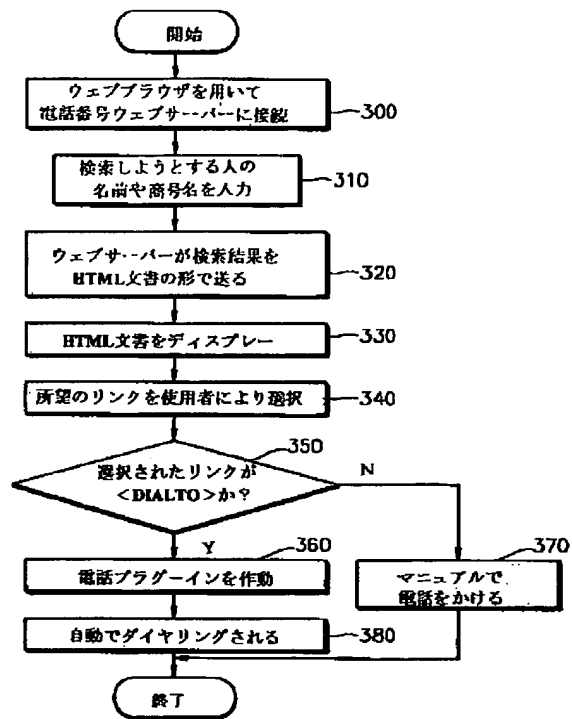 開始
ウェブブラウザを用いて
電話番号ウェブサーバーに接続
300
検索しようとする人の
名前や商号名を入力
310
ウェブサーバーが検索結果を
HTML文書の形で送る
320
HTML文書をディスプレー
330
所望のリンクを使用者により選択
340
350
選択されたリンクが
<DIALTO>か?
N
Y
360
電話プラグーインを作動
370
マニュアルで
電話をかける
自動でダイヤリングされる
380
終了